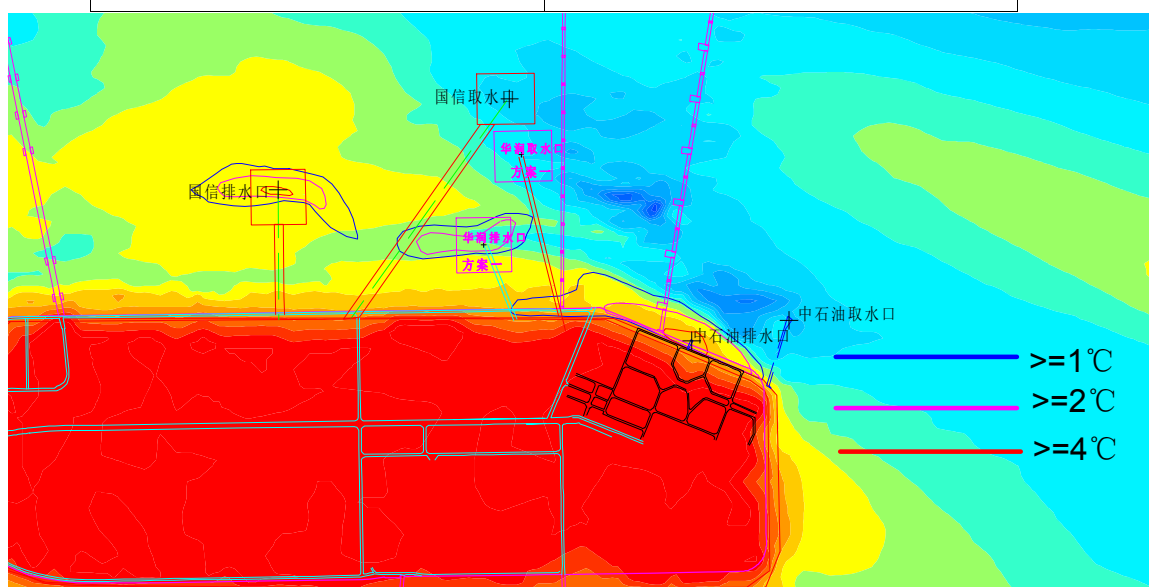 国信取水口
华润取水口
方案一
国信排水口
华润排水口
方案一
中石油取水口
中石油排水口
>=1℃
>=2℃
>=4℃